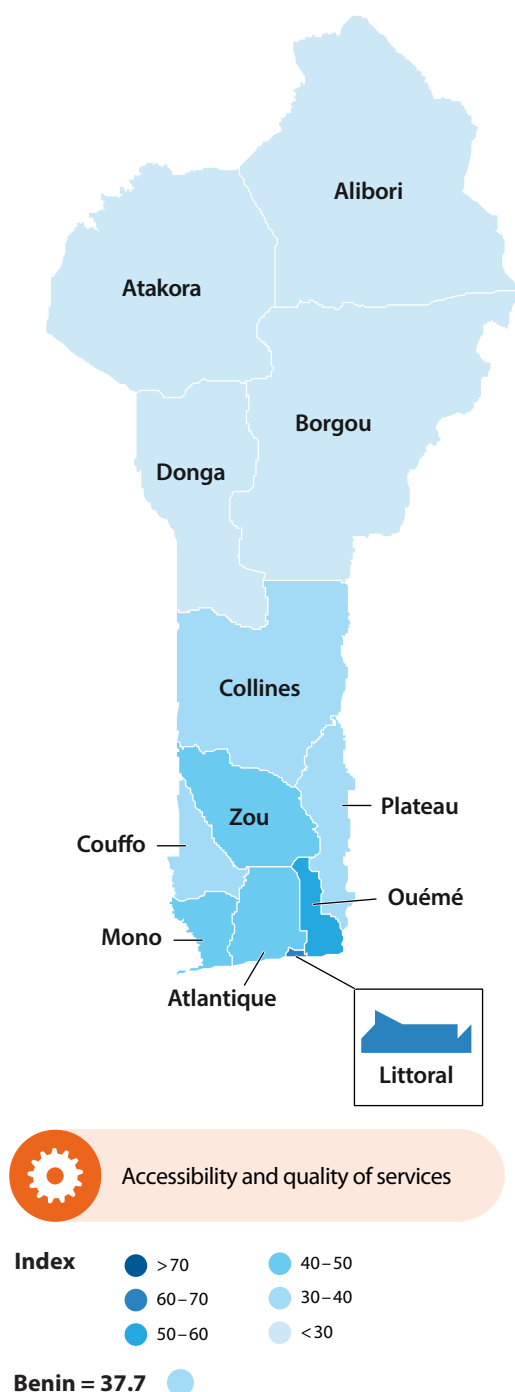 Alibori
Atakora
Borgou
Donga
Collines
Plateau
Zou
Couffo
Ouémé
Mono
Atlantique
Littoral
Accessibility and quality of services
Index
>70
40–50
60–70
30–40
50–60
<30
Benin = 37.7